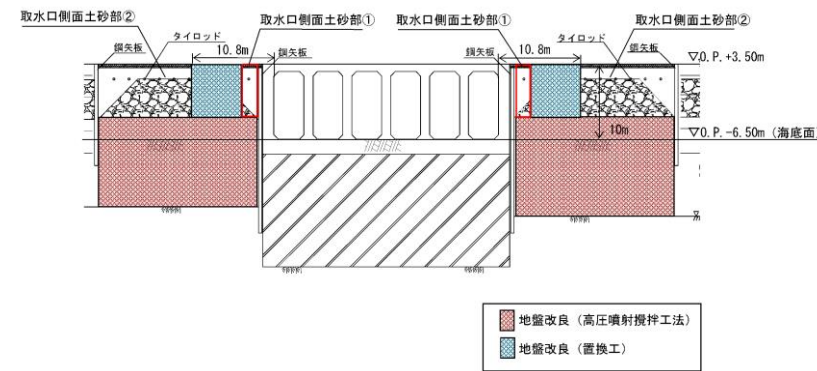 取水口側面土砂部②
取水口側面土砂部①
取水口側面土砂部①
取水口側面土砂部②
タイロッド
10.8m
10.8m
タイロッド
鋼矢板
鋼矢板
鋼矢板
鋼矢板
▽O.P.+3.50m
10m
▽O.P.-6.50m (海底面)
地盤改良 (高圧噴射攪拌工法)
地盤改良 (置換工)